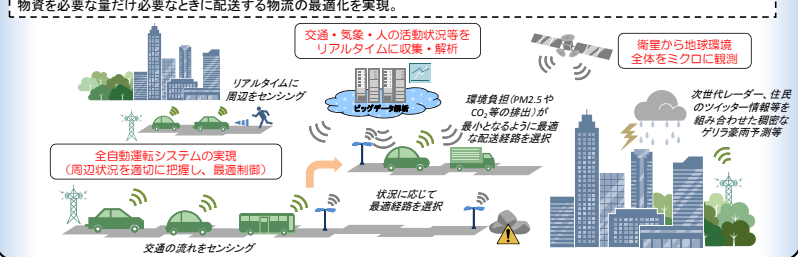 物資を必要な量だけ必要なときに配送する物流の最適化を実現。
交通・気象・人の活動状況等を
リアルタイムに収集・解析
衛星から地球環境
全体をミクロに観測
リアルタイムに
周辺をセンシング
ビッグデータ解析
環境負担（PM2.5や
CO₂等の排出）が
最小となるように最適
な配送経路を選択
次世代レーダー、住民
のツイッター情報等を
組み合わせた稠密な
ゲリラ豪雨予測等
全自動運転システムの実現
（周辺状況を適切に把握し、最適制御）
状況に応じて
最適経路を選択
交通の流れをセンシング